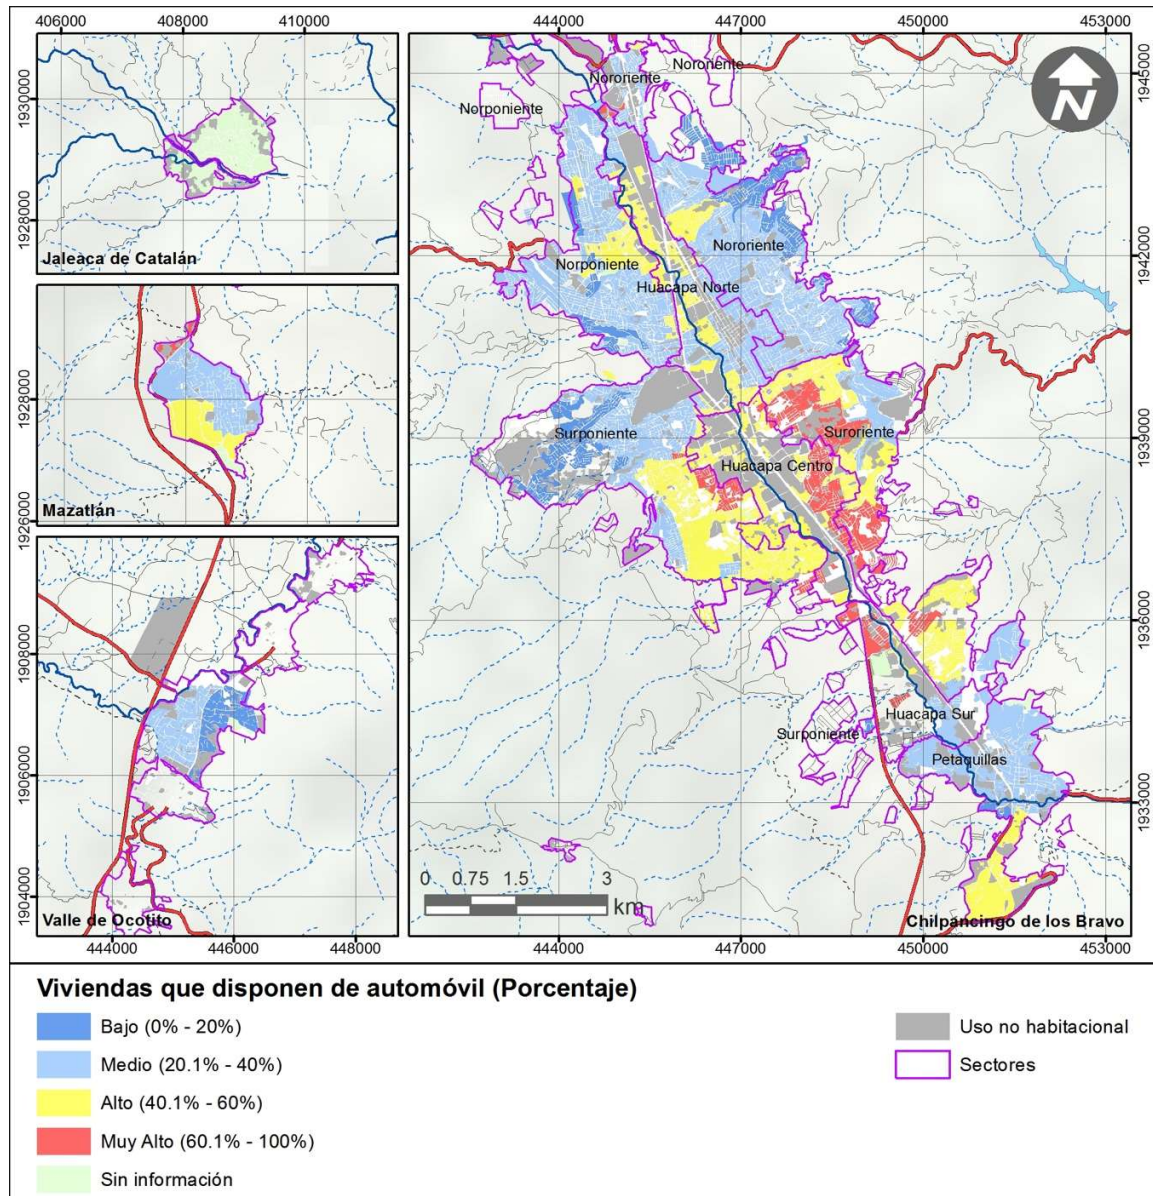 406000 408000 410000
444000 447000 450000 453000
1930000
1928000
Jaleaca de Catalán
1928000
1926000
Mazatlán
1908000
1906000
1904000
Valle de Ocotito
444000 446000 448000
N
1945000
1942000
1939000
1936000
1933000
Nororiente
Nororiente
Norponiente
Nororiente
Norponiente
Huacapa Norte
Surponiente
Suroriente
Huacapa Centro
Huacapa Sur
Surponiente
Petaquillas
0 0.75 1.5 3
km
Chilpancingo de los Bravo
444000 447000 450000 453000
Viviendas que disponen de automóvil (Porcentaje)
Bajo (0% - 20%)
Medio (20.1% - 40%)
Alto (40.1% - 60%)
Muy Alto (60.1% - 100%)
Sin información
Uso no habitacional
Sectores